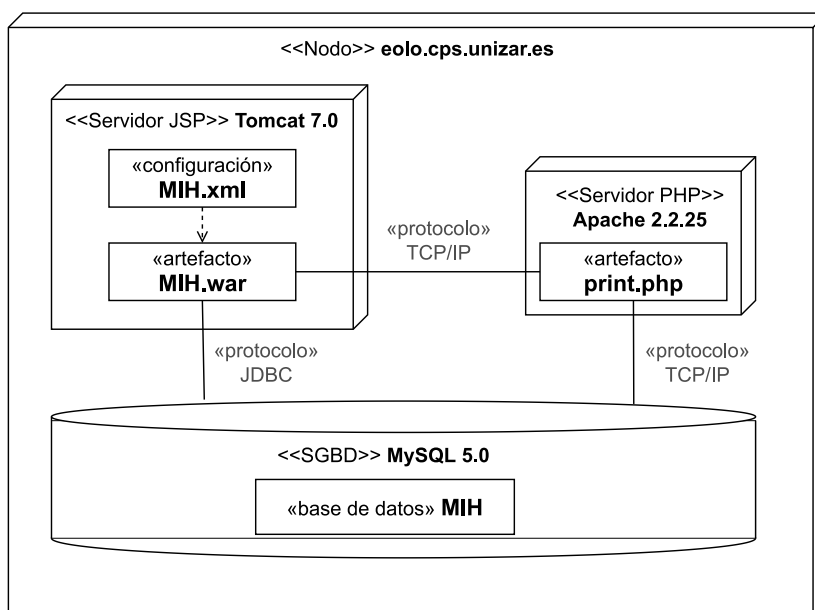 <<Nodo>> eolo.cps.unizar.es
<<Servidor JSP>> Tomcat 7.0
«configuración»
MIH.xml
«artefacto»
MIH.war
«protocolo»
TCP/IP
<<Servidor PHP>>
Apache 2.2.25
«artefacto»
print.php
«protocolo»
JDBC
«protocolo»
TCP/IP
<<SGBD>> MySQL 5.0
«base de datos» MIH